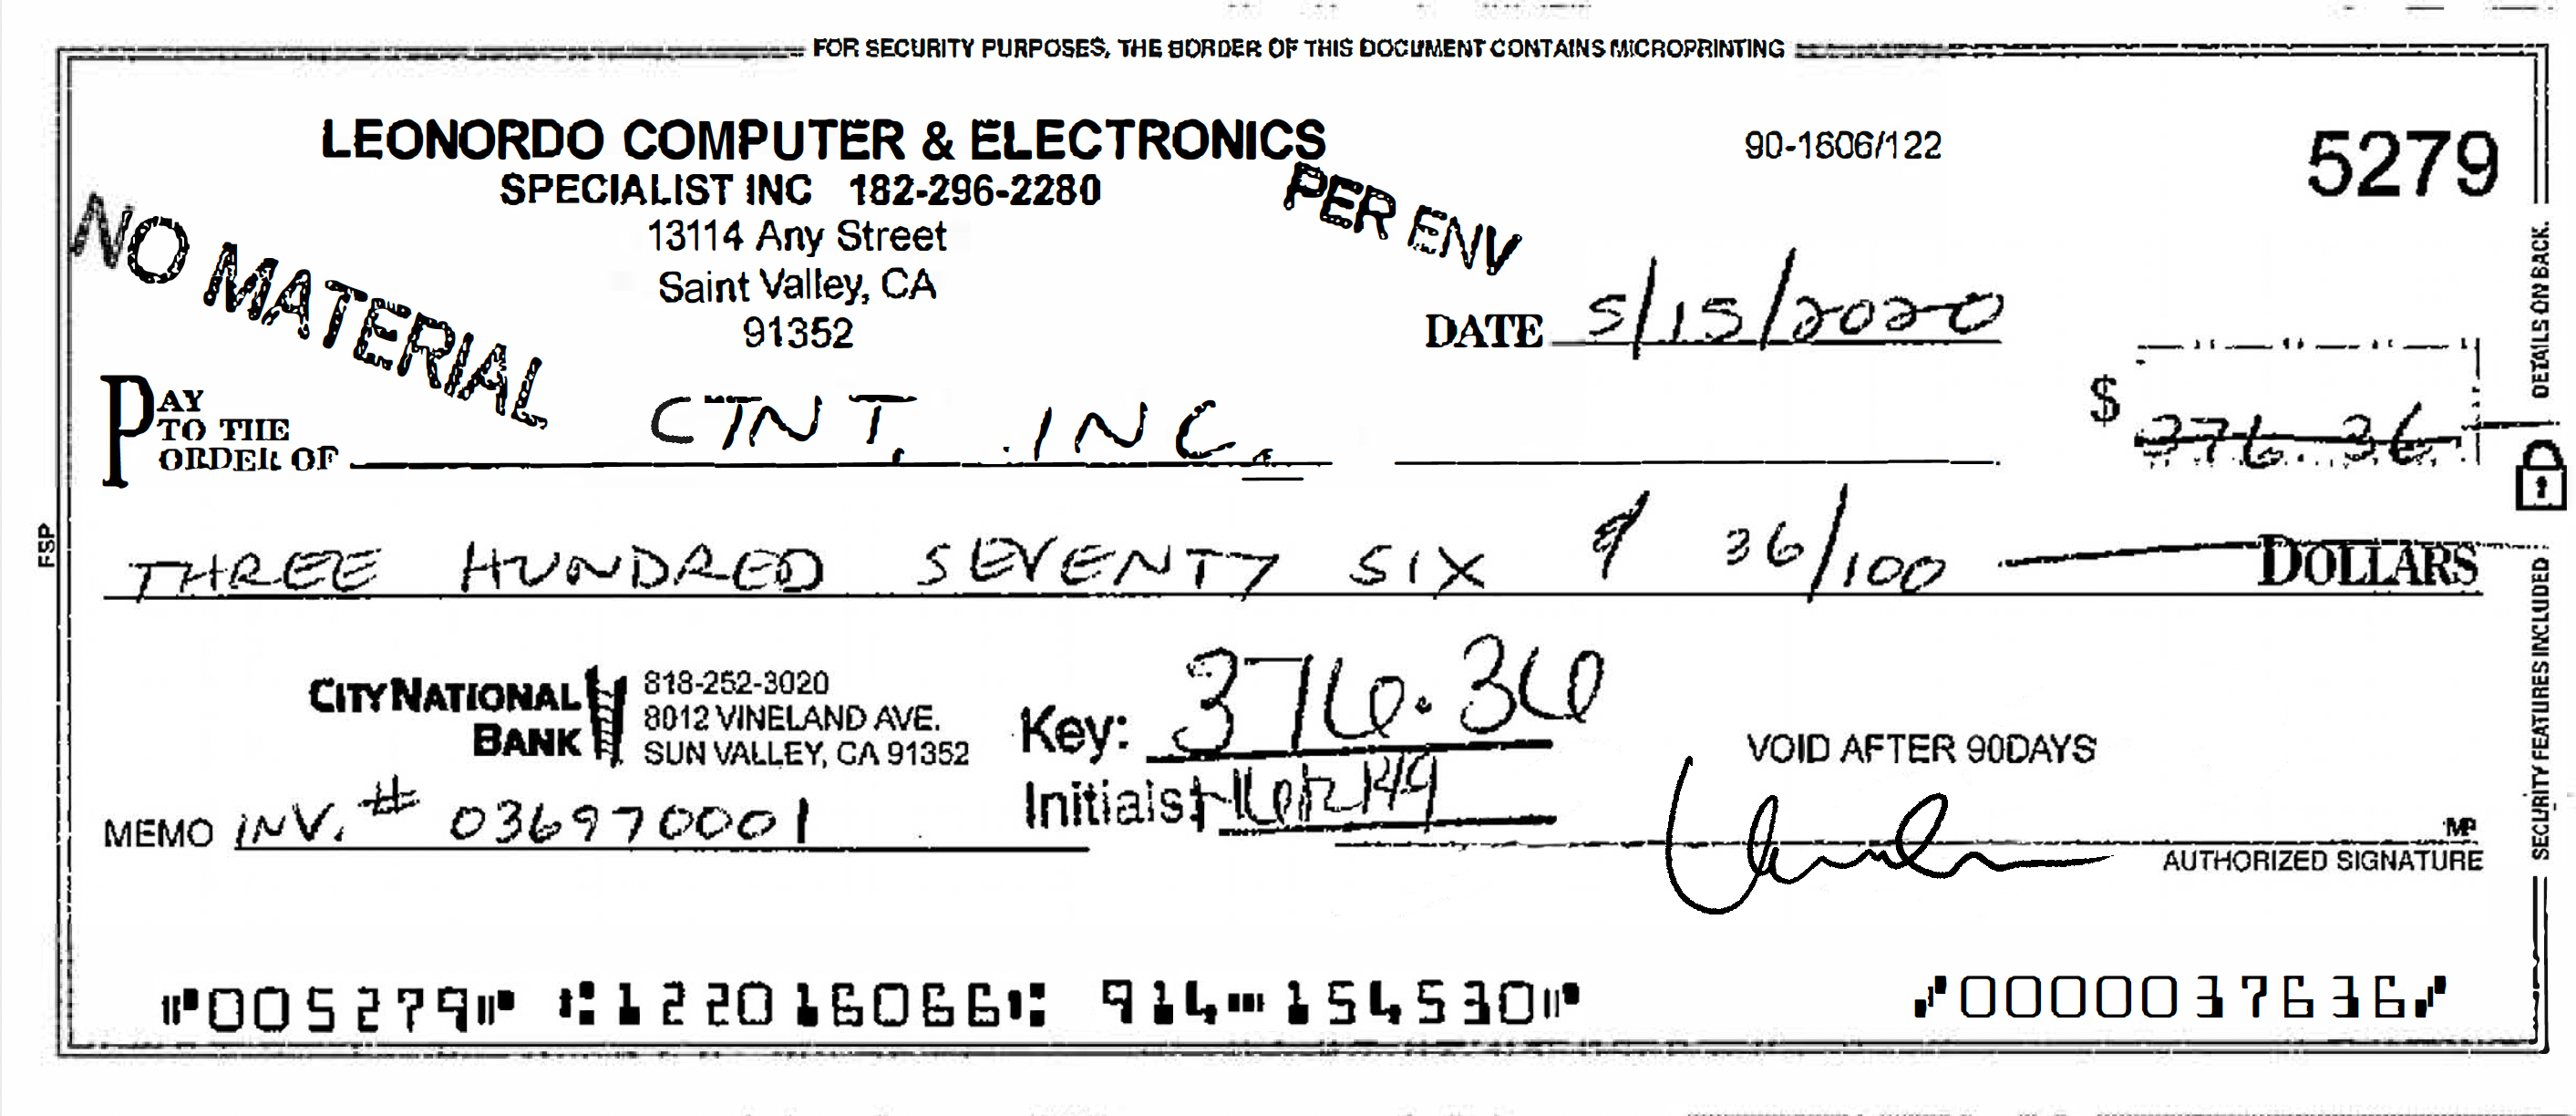 FOR SECURITY PURPOSES, THE BORDER OF THIS DOCUMENT CONTAINS MICROPRINTING
LEONORDO COMPUTER & ELECTRONICS
SPECIALIST INC 182-296-2280
13114 Any Street
Saint Valley, CA
91352
90-1606/122
5279
NO MATERIAL
PER ENV
DATE 5/15/2020
PAY TO THE ORDER OF CTNT, INC.
$ 376.36
THREE HUNDRED SEVENTY SIX & 36/100 DOLLARS
CITY NATIONAL BANK
818-252-3020
8012 VINELAND AVE.
SUN VALLEY, CA 91352
Key: 376.36
Initials:
VOID AFTER 90DAYS
MEMO INV. # 036970001
MP
AUTHORIZED SIGNATURE
⑈005279⑈ ⑆122016066⑆ 914⑉154530⑈ ⑇0000037636⑇
FSP
DETAILS ON BACK.
SECURITY FEATURES INCLUDED